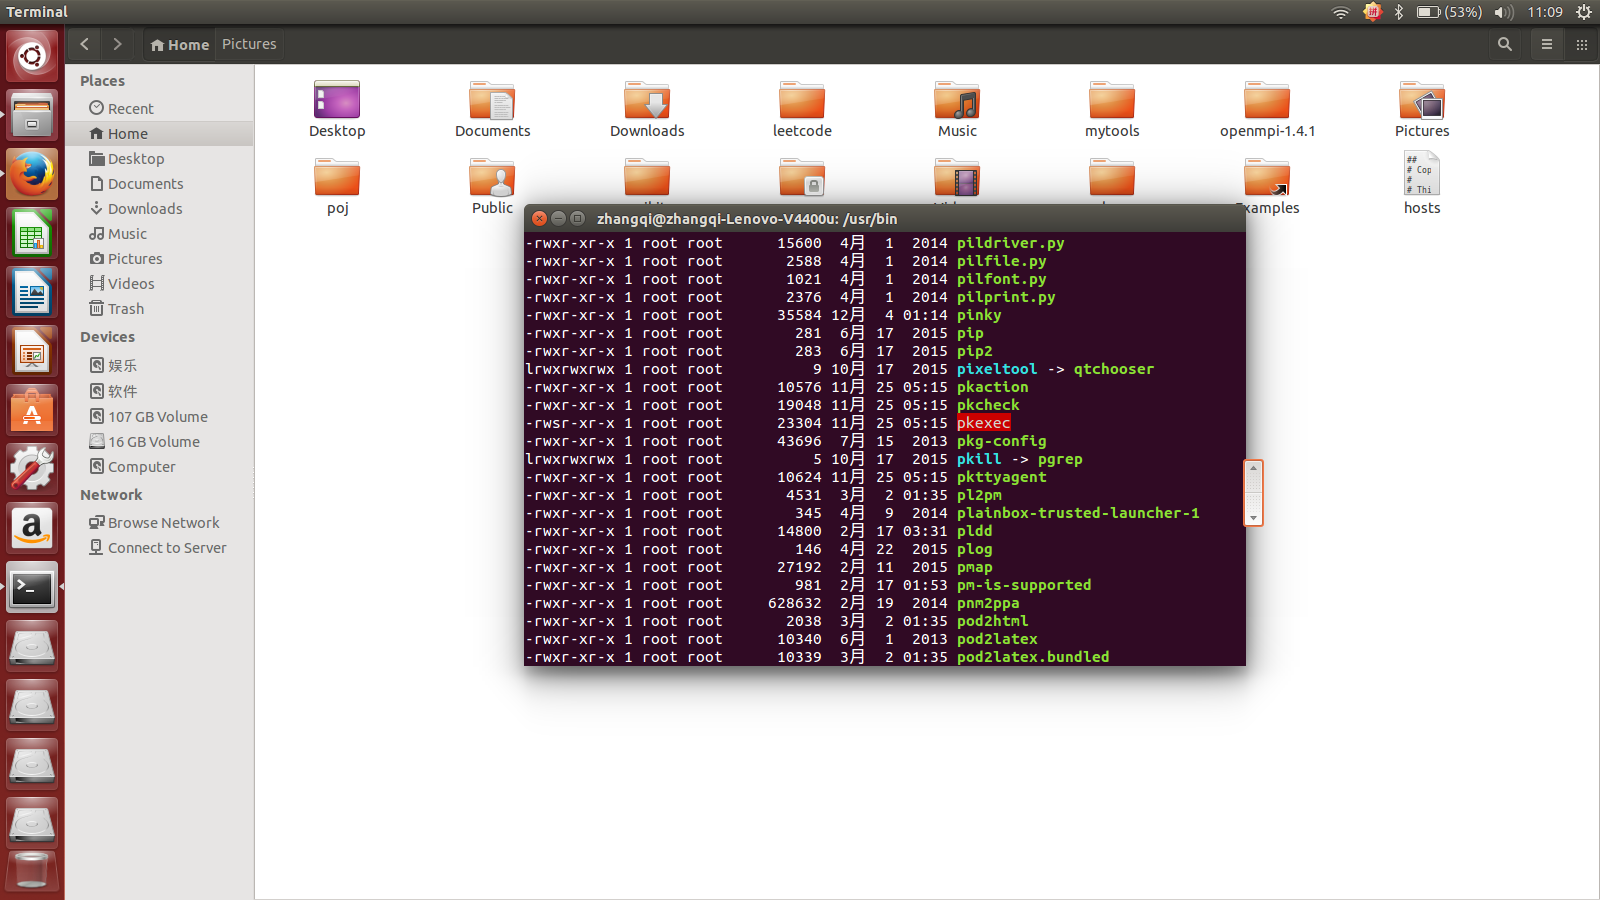 Terminal
(53%) 11:09
Home Pictures
Places
Recent
Home
Desktop
Documents
Downloads
Music
Pictures
Videos
Trash
Devices
娱乐
软件
107 GB Volume
16 GB Volume
Computer
Network
Browse Network
Connect to Server
Desktop Documents Downloads leetcode Music mytools openmpi-1.4.1 Pictures
##
# Cop
#
# Thi
poj Public Examples hosts
zhangqi@zhangqi-Lenovo-V4400u: /usr/bin
-rwxr-xr-x 1 root root 15600 4月 1 2014 pildriver.py
-rwxr-xr-x 1 root root 2588 4月 1 2014 pilfile.py
-rwxr-xr-x 1 root root 1021 4月 1 2014 pilfont.py
-rwxr-xr-x 1 root root 2376 4月 1 2014 pilprint.py
-rwxr-xr-x 1 root root 35584 12月 4 01:14 pinky
-rwxr-xr-x 1 root root 281 6月 17 2015 pip
-rwxr-xr-x 1 root root 283 6月 17 2015 pip2
lrwxrwxrwx 1 root root 9 10月 17 2015 pixeltool -> qtchooser
-rwxr-xr-x 1 root root 10576 11月 25 05:15 pkaction
-rwxr-xr-x 1 root root 19048 11月 25 05:15 pkcheck
-rwsr-xr-x 1 root root 23304 11月 25 05:15 pkexec
-rwxr-xr-x 1 root root 43696 7月 15 2013 pkg-config
lrwxrwxrwx 1 root root 5 10月 17 2015 pkill -> pgrep
-rwxr-xr-x 1 root root 10624 11月 25 05:15 pkttyagent
-rwxr-xr-x 1 root root 4531 3月 2 01:35 pl2pm
-rwxr-xr-x 1 root root 345 4月 9 2014 plainbox-trusted-launcher-1
-rwxr-xr-x 1 root root 14800 2月 17 03:31 pldd
-rwxr-xr-x 1 root root 146 4月 22 2015 plog
-rwxr-xr-x 1 root root 27192 2月 11 2015 pmap
-rwxr-xr-x 1 root root 981 2月 17 01:53 pm-is-supported
-rwxr-xr-x 1 root root 628632 2月 19 2014 pnm2ppa
-rwxr-xr-x 1 root root 2038 3月 2 01:35 pod2html
-rwxr-xr-x 1 root root 10340 6月 1 2013 pod2latex
-rwxr-xr-x 1 root root 10339 3月 2 01:35 pod2latex.bundled